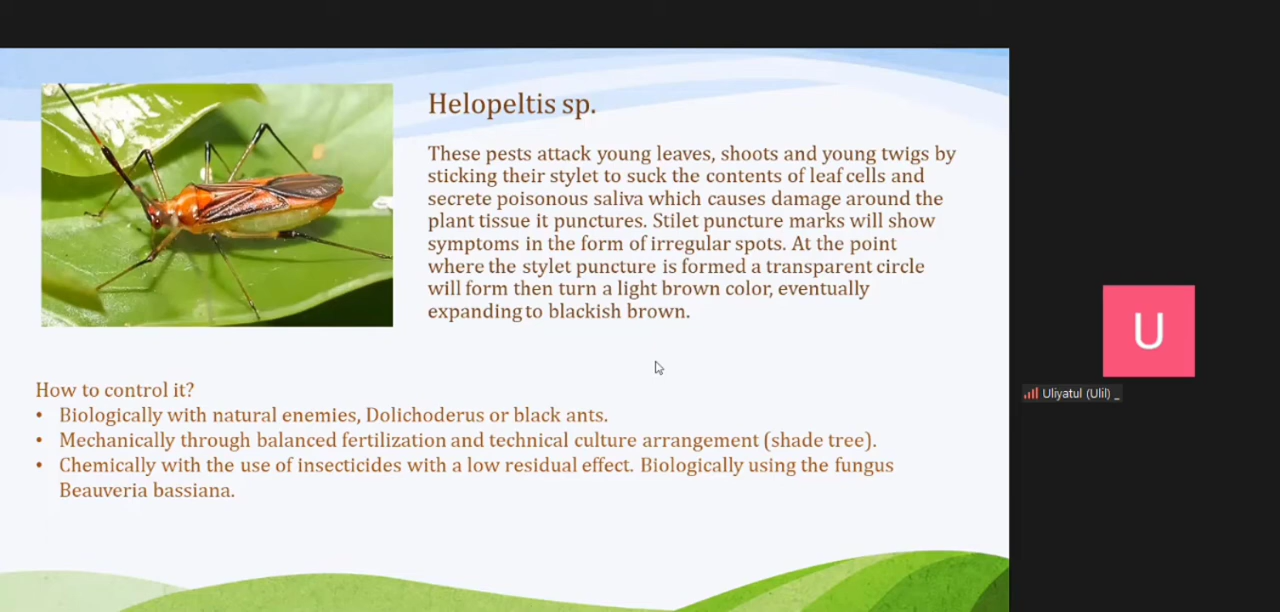 Helopeltis sp.
These pests attack young leaves, shoots and young twigs by
sticking their stylet to suck the contents of leaf cells and
secrete poisonous saliva which causes damage around the
plant tissue it punctures. Stilet puncture marks will show
symptoms in the form of irregular spots. At the point
where the stylet puncture is formed a transparent circle
will form then turn a light brown color, eventually
expanding to blackish brown.
How to control it?
• Biologically with natural enemies, Dolichoderus or black ants.
• Mechanically through balanced fertilization and technical culture arrangement (shade tree).
• Chemically with the use of insecticides with a low residual effect. Biologically using the fungus
Beauveria bassiana.
U
Uliyatul (Ulil) _